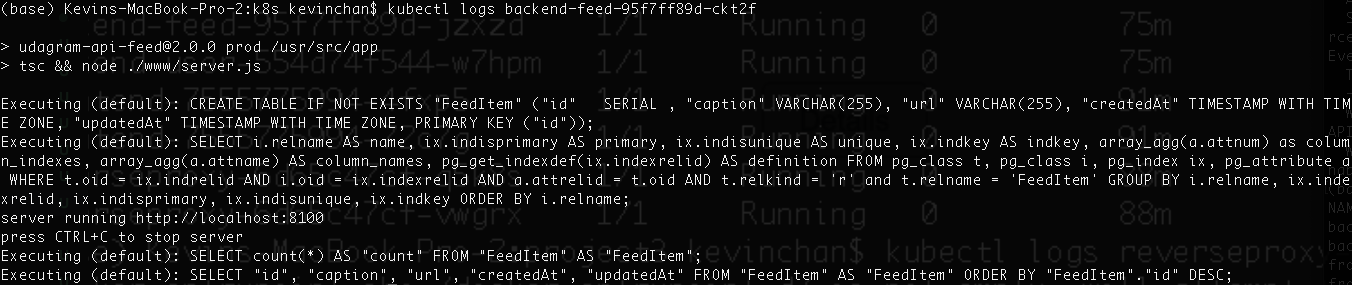 (base) Kevins-MacBook-Pro-2:k8s kevinchan$ kubectl logs backend-feed-95f7ff89d-ckt2f
> udagram-api-feed@2.0.0 prod /usr/src/app
> tsc && node ./www/server.js
Executing (default): CREATE TABLE IF NOT EXISTS "FeedItem" ("id"   SERIAL , "caption" VARCHAR(255), "url" VARCHAR(255), "createdAt" TIMESTAMP WITH TIM
E ZONE, "updatedAt" TIMESTAMP WITH TIME ZONE, PRIMARY KEY ("id"));
Executing (default): SELECT i.relname AS name, ix.indisprimary AS primary, ix.indisunique AS unique, ix.indkey AS indkey, array_agg(a.attnum) as colum
n_indexes, array_agg(a.attname) AS column_names, pg_get_indexdef(ix.indexrelid) AS definition FROM pg_class t, pg_class i, pg_index ix, pg_attribute a
 WHERE t.oid = ix.indrelid AND i.oid = ix.indexrelid AND a.attrelid = t.oid AND t.relkind = 'r' and t.relname = 'FeedItem' GROUP BY i.relname, ix.inde
xrelid, ix.indisprimary, ix.indisunique, ix.indkey ORDER BY i.relname;
server running http://localhost:8100
press CTRL+C to stop server
Executing (default): SELECT count(*) AS "count" FROM "FeedItem" AS "FeedItem";
Executing (default): SELECT "id", "caption", "url", "createdAt", "updatedAt" FROM "FeedItem" AS "FeedItem" ORDER BY "FeedItem"."id" DESC;